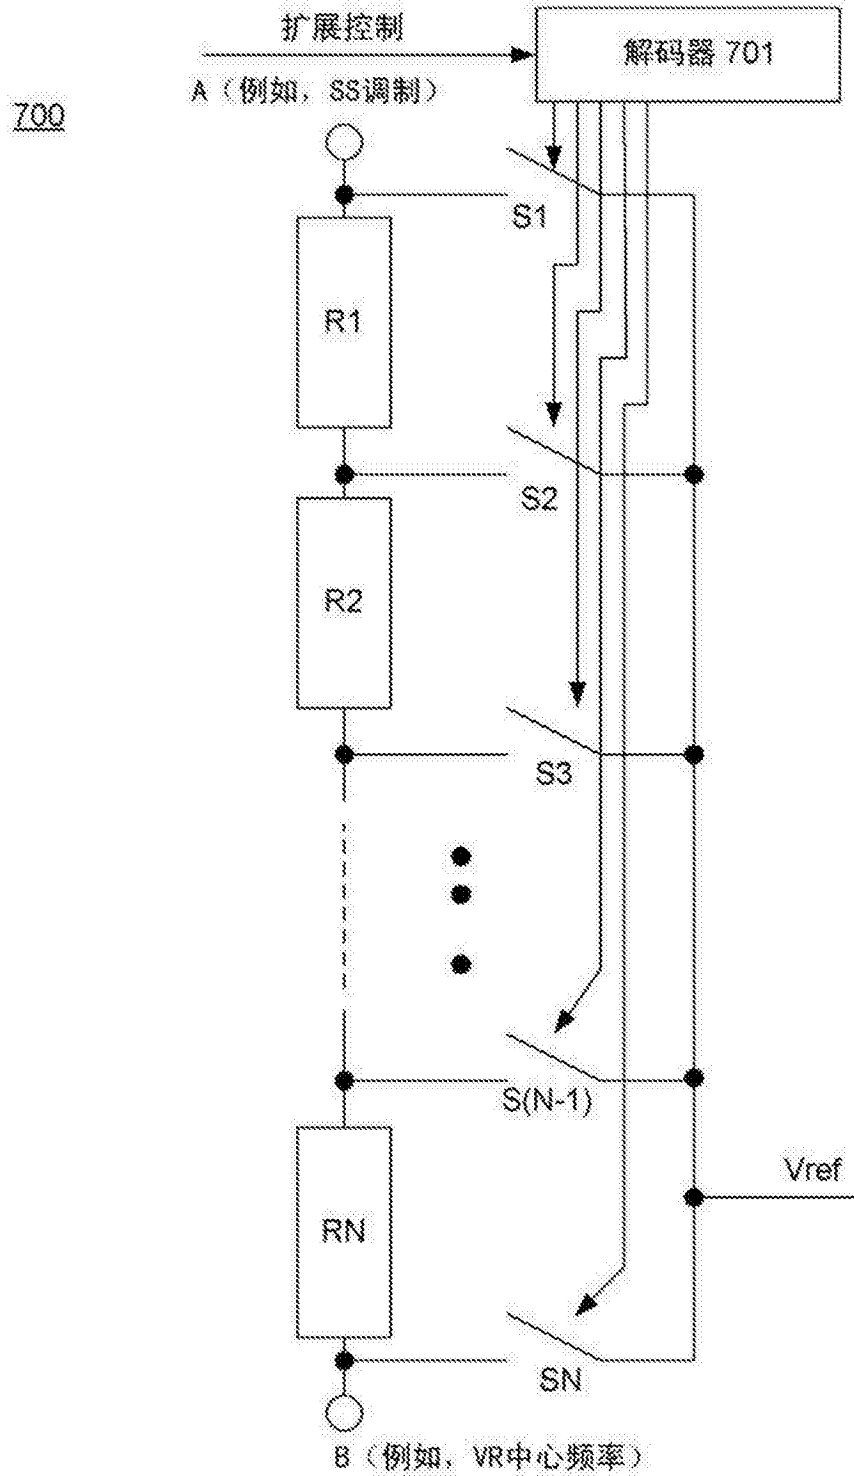 扩展控制
解码器 701
A（例如，SS调制）
700
S1
R1
S2
R2
S3
S(N-1)
Vref
RN
SN
B（例如，VR中心频率）